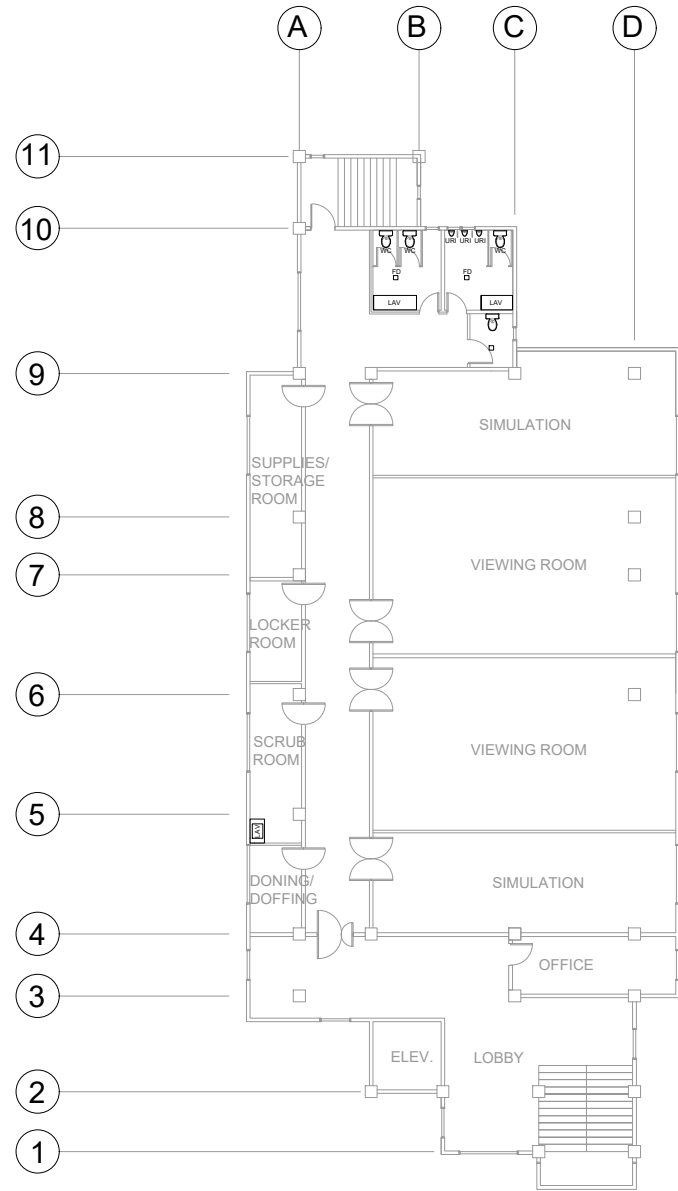 A
B
C
D
11
10
WC
WC
URI
URI
URI
WC
FD
FD
LAV
LAV
9
SIMULATION
SUPPLIES/
STORAGE
ROOM
8
7
VIEWING ROOM
LOCKER
ROOM
6
SCRUB
ROOM
VIEWING ROOM
5
LAV
DONING/
DOFFING
SIMULATION
4
OFFICE
3
ELEV.
LOBBY
2
1